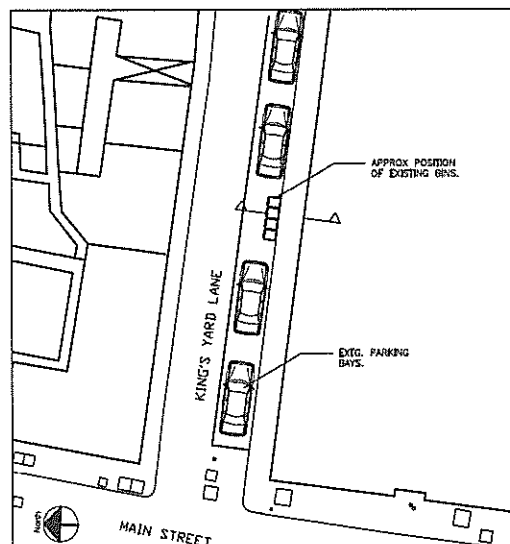 APPROX POSITION
OF EXISTING BINS.
KING'S YARD LANE
EXTG. PARKING
BAYS.
North
MAIN STREET